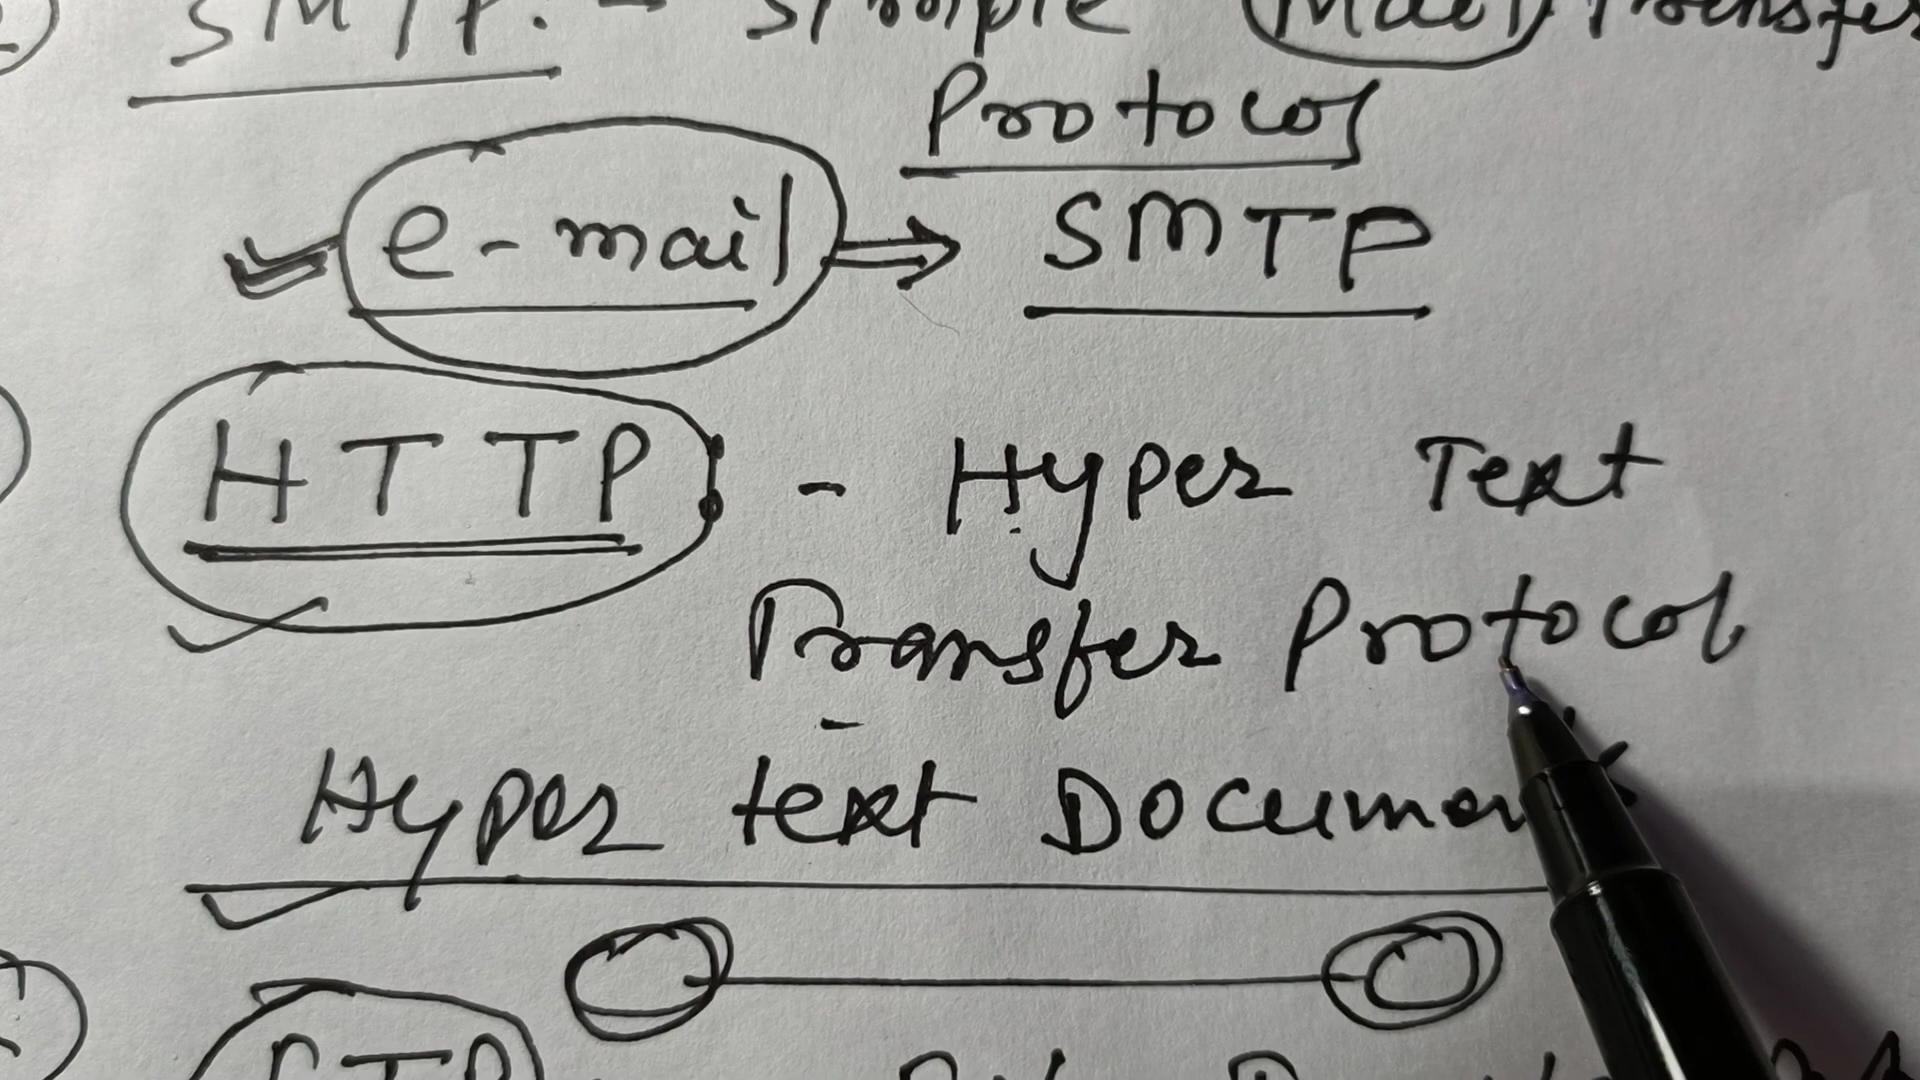 SMTP. - Simple Mail Transfer
Protocol
e-mail ⇒ SMTP
HTTP: - Hyper Text
Transfer Protocol
Hyper text Document